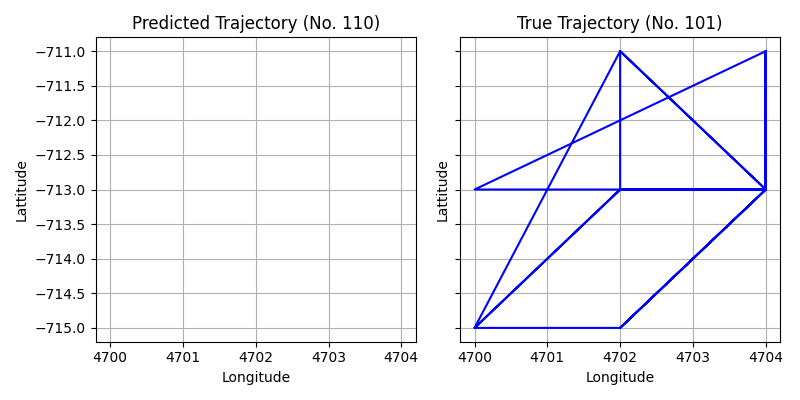 Predicted Trajectory (No. 110)
True Trajectory (No. 101)
−711.0
−711.5
−712.0
−712.5
−713.0
−713.5
−714.0
−714.5
−715.0
Lattitude
Lattitude
4700 4701 4702 4703 4704
4700 4701 4702 4703 4704
Longitude
Longitude